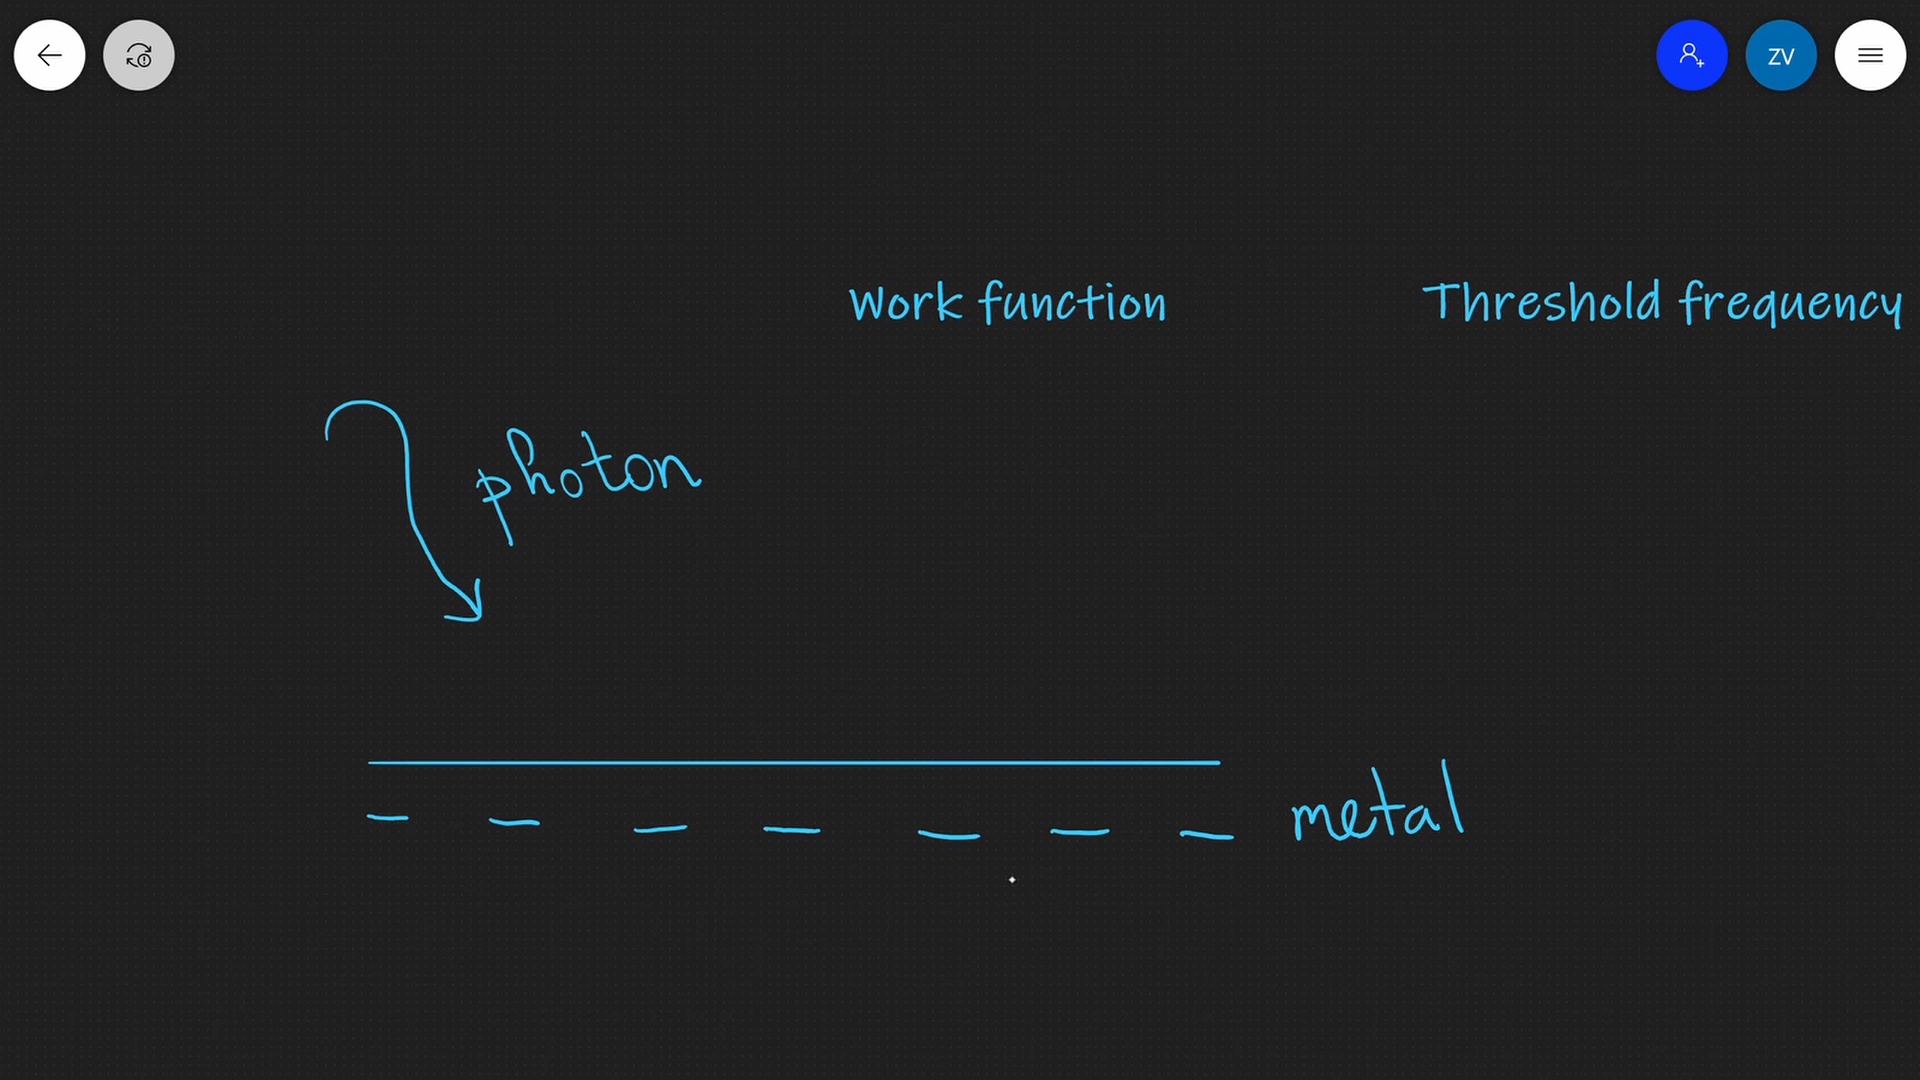 ZV
Work function
Threshold frequency
photon
metal